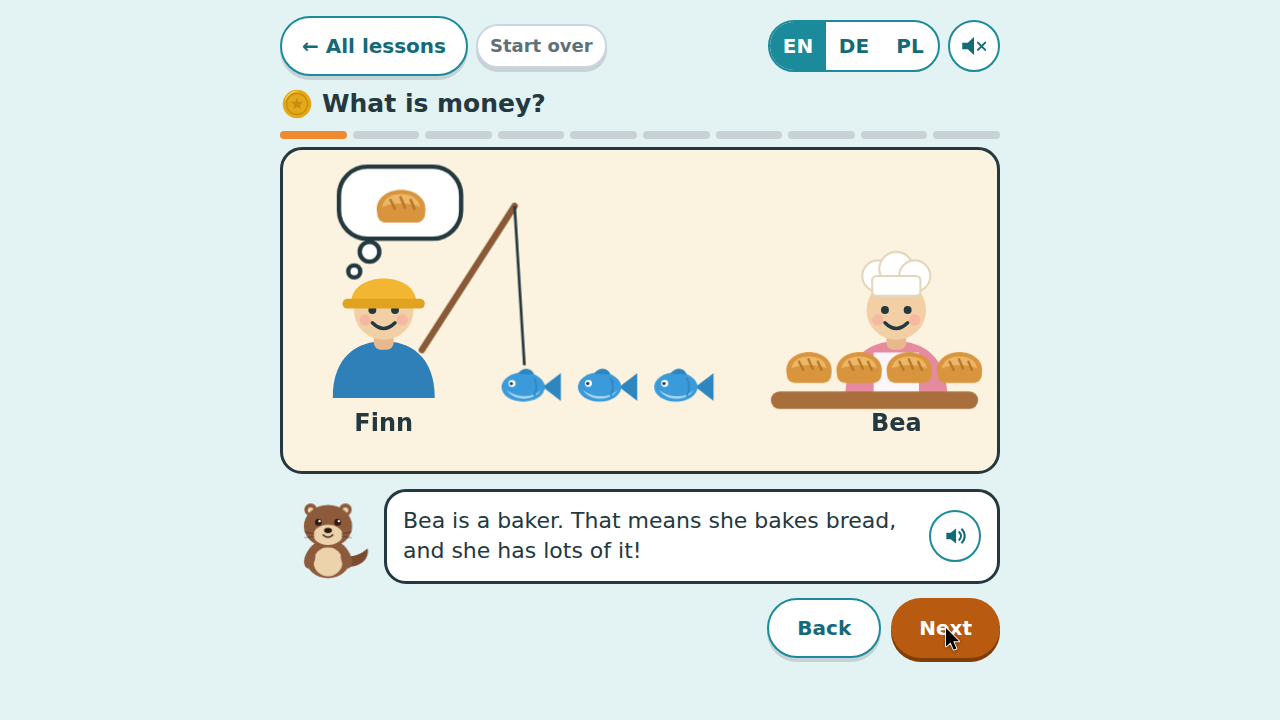 ← All lessons
Start over
EN DE PL
What is money?
Finn
Bea
Bea is a baker. That means she bakes bread,
and she has lots of it!
Back
Next